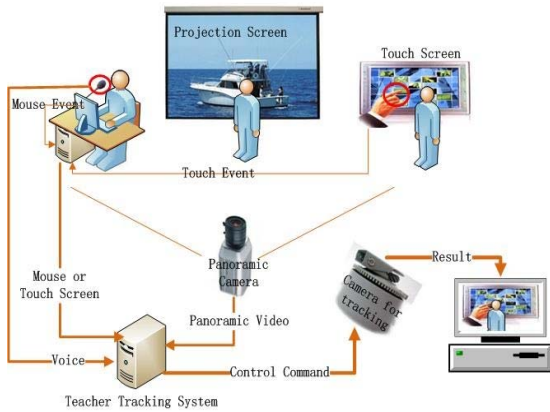 Projection Screen
Touch Screen
Mouse Event
Touch Event
Panoramic
Camera
Camera for
tracking
Result
Mouse or
Touch Screen
Panoramic Video
Voice
Control Command
Teacher Tracking System